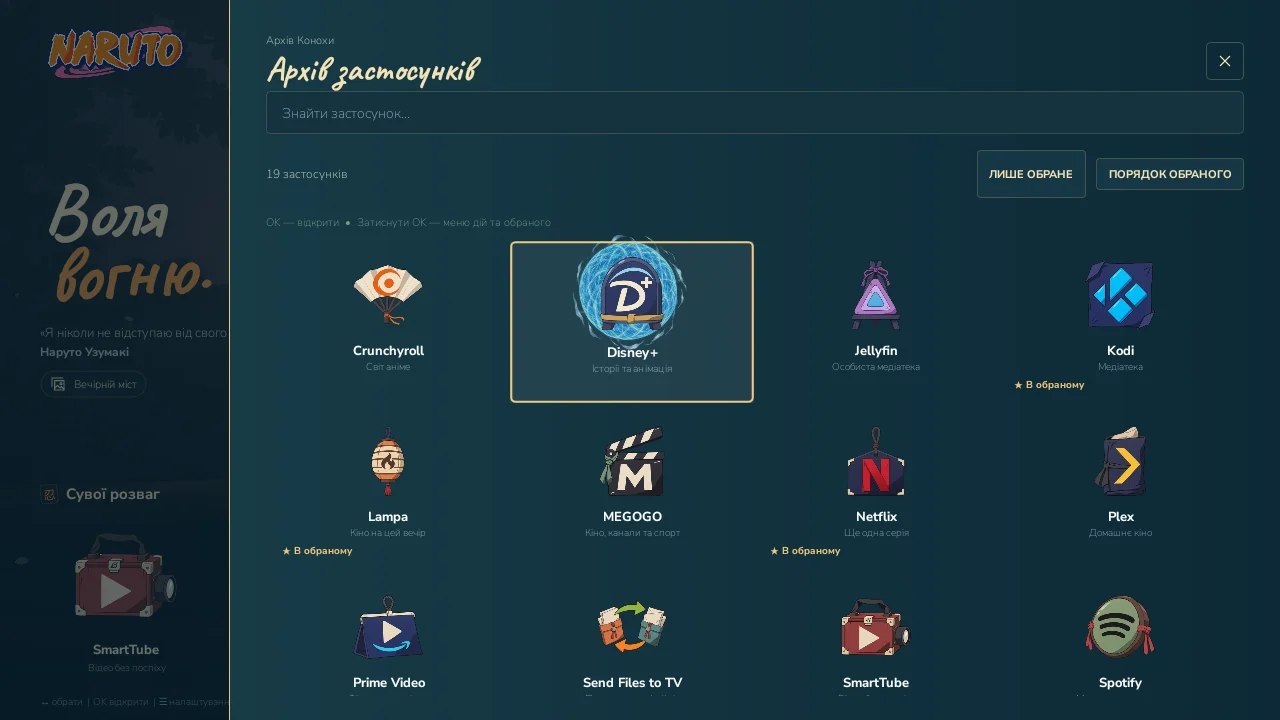 NARUTO
Воля
вогню.
«Я ніколи не відступаю від свого
Наруто Узумакі
Вечірній міст
Сувої розваг
SmartTube
Відео без поспіху
↔ обрати | OK відкрити | ☰ налаштуванн
Архів Конохи
Архів застосунків
Знайти застосунок...
19 застосунків
ЛИШЕ ОБРАНЕ
ПОРЯДОК ОБРАНОГО
OK — відкрити • Затиснути OK — меню дій та обраного
Crunchyroll
Світ аніме
D+
Disney+
Історії та анімація
Jellyfin
Особиста медіатека
Kodi
Медіатека
★ В обраному
Lampa
Кіно на цей вечір
★ В обраному
M
MEGOGO
Кіно, канали та спорт
N
Netflix
Ще одна серія
★ В обраному
Plex
Домашнє кіно
Prime Video
Send Files to TV
SmartTube
Spotify